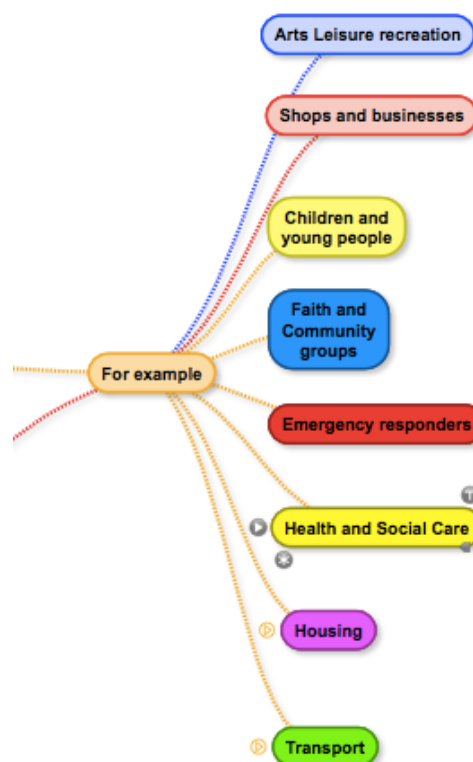 Arts Leisure recreation
Shops and businesses
Children and
young people
Faith and
Community
groups
For example
Emergency responders
Health and Social Care
Housing
Transport